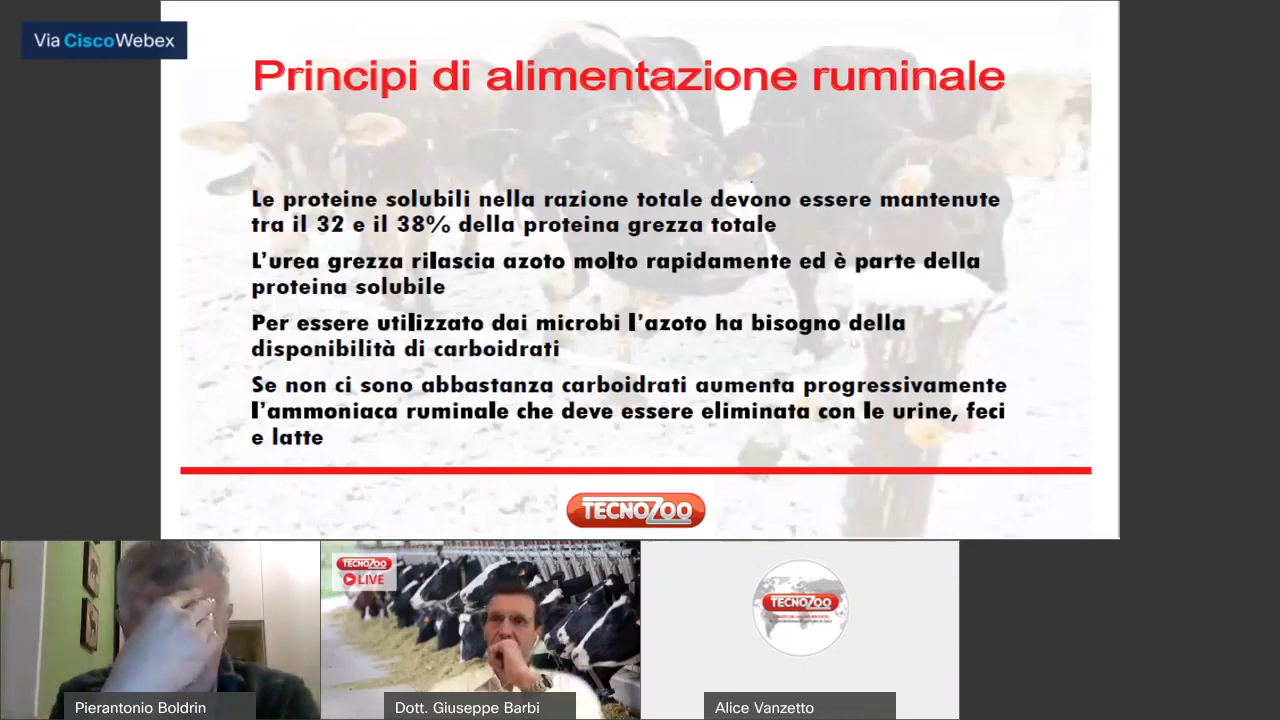 Via CiscoWebex
Principi di alimentazione ruminale
Le proteine solubili nella razione totale devono essere mantenute
tra il 32 e il 38% della proteina grezza totale
L’urea grezza rilascia azoto molto rapidamente ed è parte della
proteina solubile
Per essere utilizzato dai microbi l’azoto ha bisogno della
disponibilità di carboidrati
Se non ci sono abbastanza carboidrati aumenta progressivamente
l’ammoniaca ruminale che deve essere eliminata con le urine, feci
e latte
TECNOZOO
TECNOZOO
LIVE
TECNOZOO
Pierantonio Boldrin
Dott. Giuseppe Barbi
Alice Vanzetto